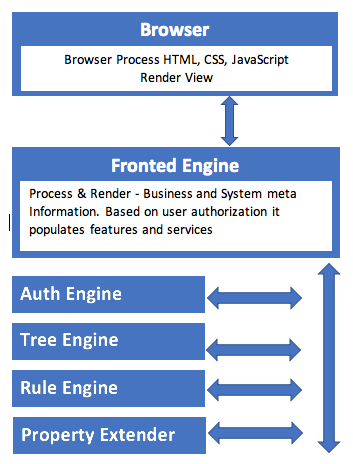 Browser
Browser Process HTML, CSS, JavaScript
Render View
Fronted Engine
Process & Render - Business and System meta
Information. Based on user authorization it
populates features and services
Auth Engine
Tree Engine
Rule Engine
Property Extender